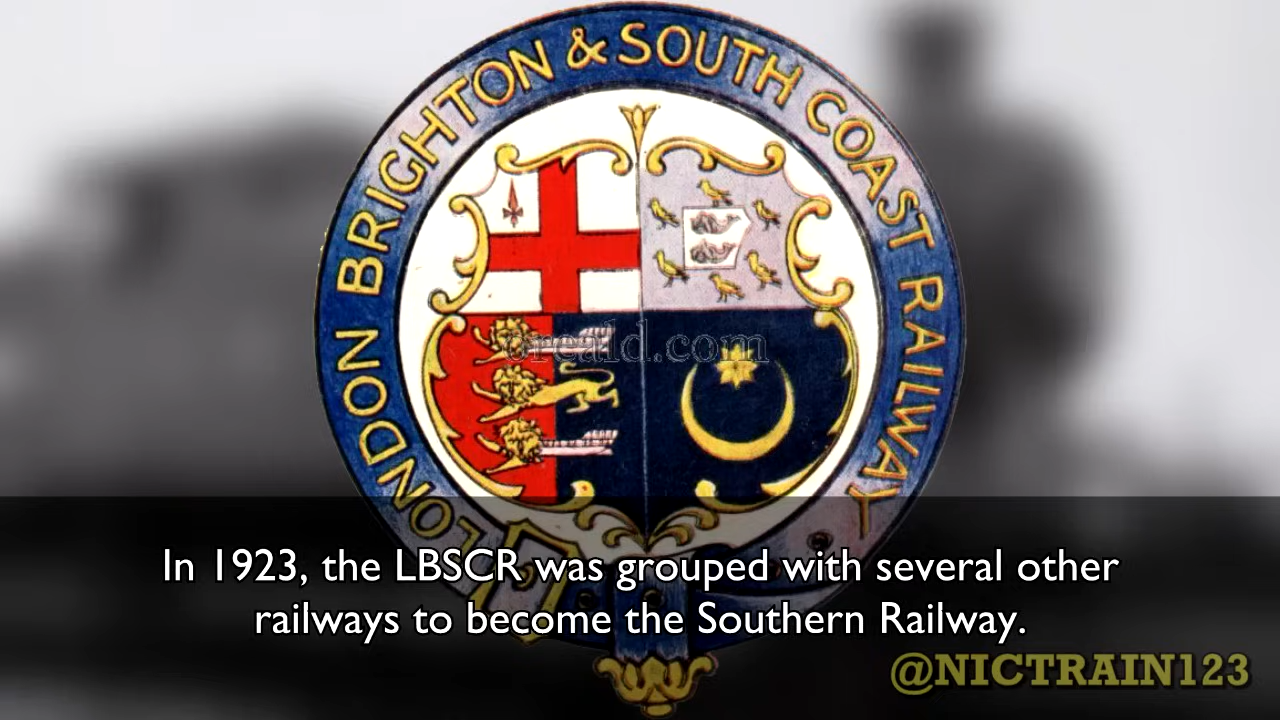 LONDON BRIGHTON & SOUTH COAST RAILWAY
In 1923, the LBSCR was grouped with several other
railways to become the Southern Railway.
@NICTRAIN123